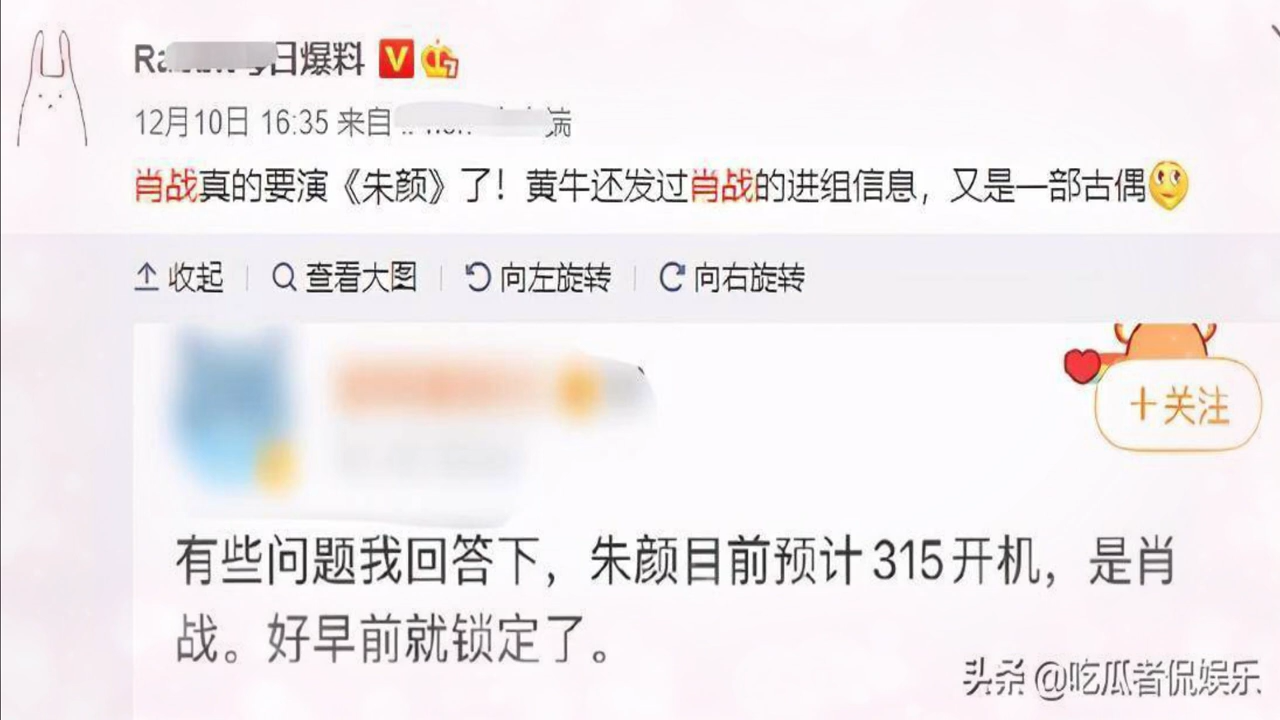 日爆料
12月10日 16:35 来自
端
肖战真的要演《朱颜》了！黄牛还发过肖战的进组信息，又是一部古偶
收起 查看大图 向左旋转 向右旋转
+关注
有些问题我回答下，朱颜目前预计315开机，是肖
战。好早前就锁定了。
头条 @吃瓜者侃娱乐